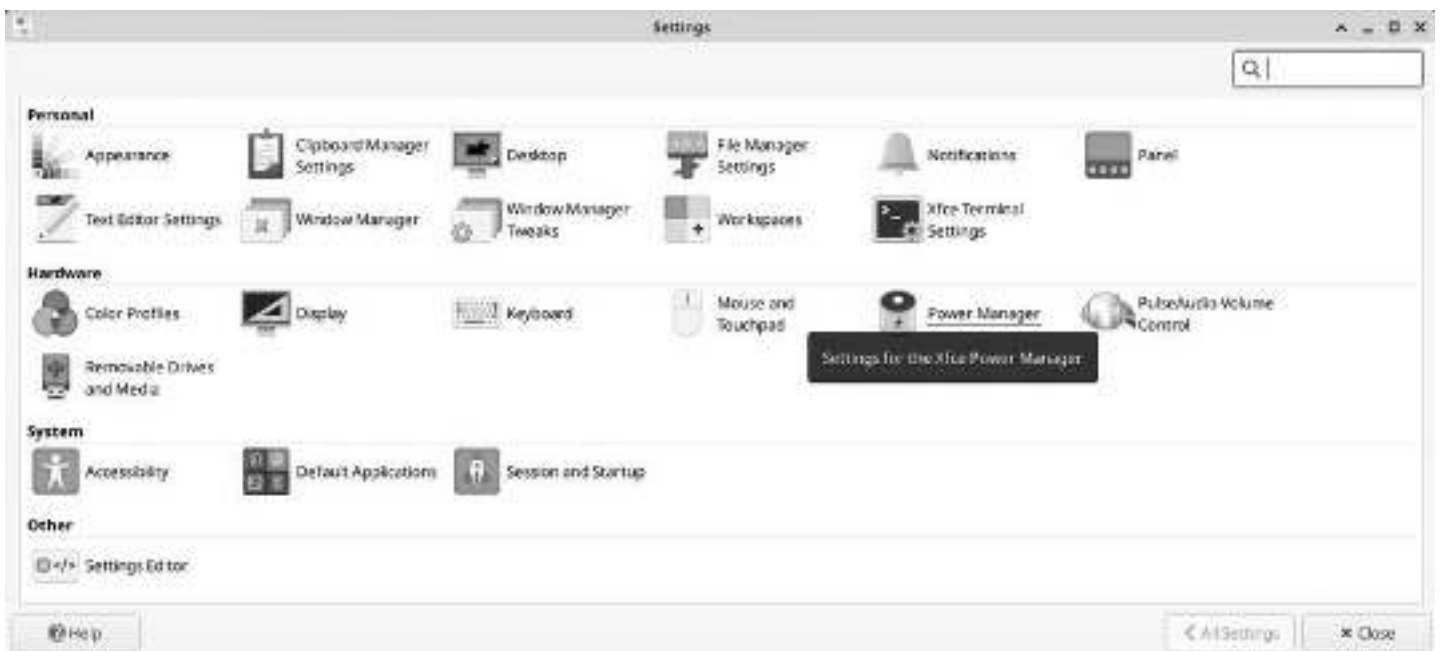 Settings
Personal
Appearance
Clipboard Manager
Settings
Desktop
File Manager
Settings
Notifications
Panel
Text Editor Settings
Window Manager
Window Manager
Tweaks
Workspaces
Xfce Terminal
Settings
Hardware
Color Profiles
Display
Keyboard
Mouse and
Touchpad
Power Manager
PulseAudio Volume
Control
Settings for the Xfce Power Manager
Removable Drives
and Media
System
Accessibility
Default Applications
Session and Startup
Other
Settings Editor
Help
All Settings
Close